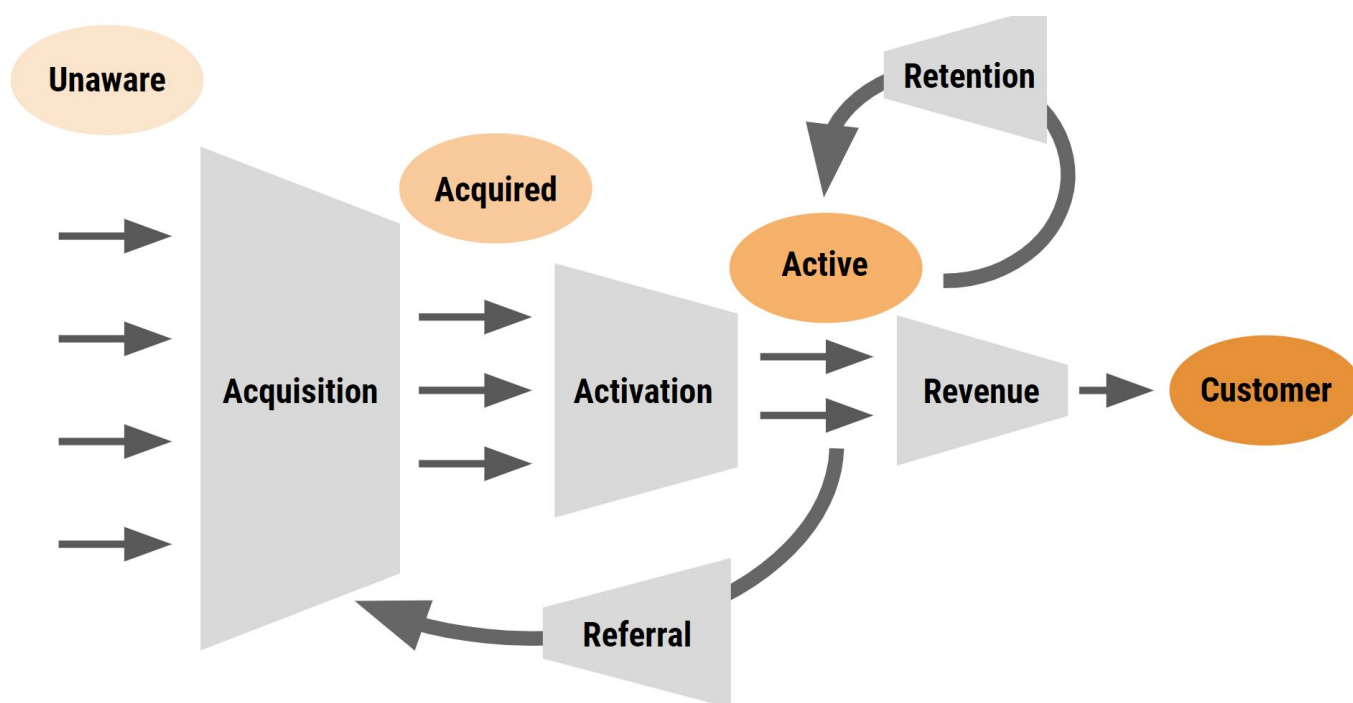 Unaware
Retention
Acquired
Active
Acquisition
Activation
Revenue
Customer
Referral